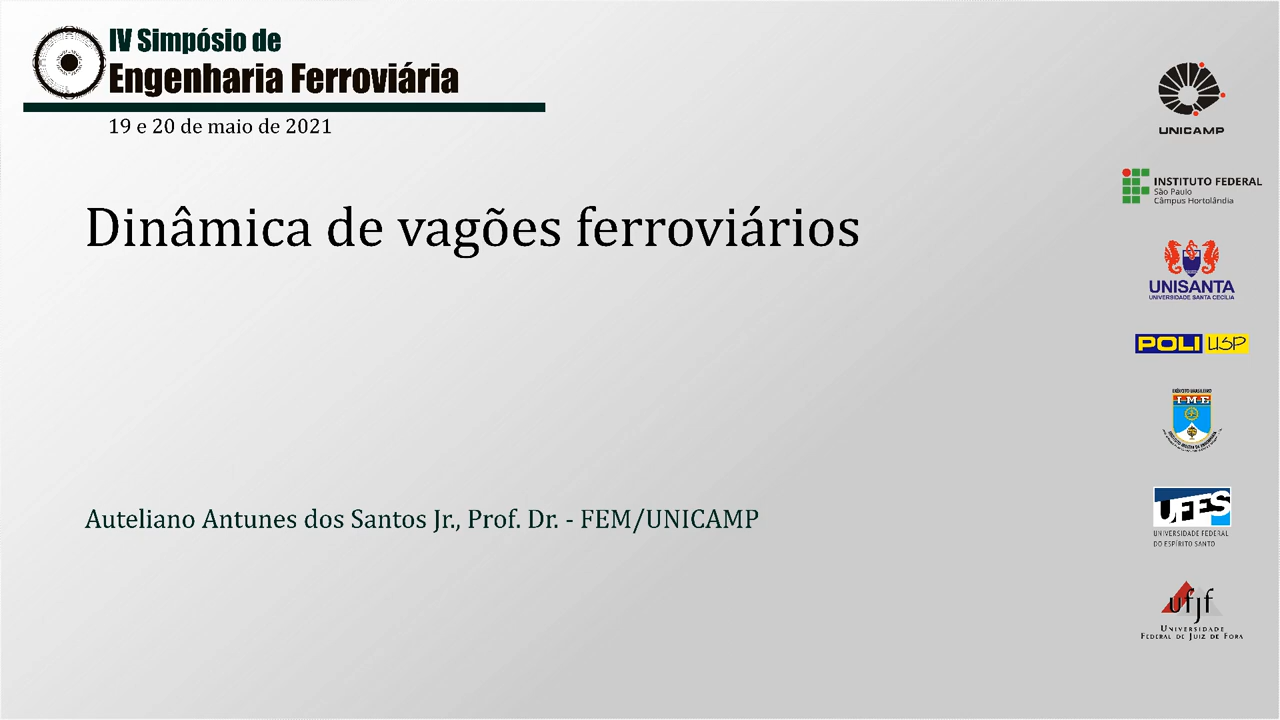 IV Simpósio de
Engenharia Ferroviária
19 e 20 de maio de 2021
Dinâmica de vagões ferroviários
Auteliano Antunes dos Santos Jr., Prof. Dr. - FEM/UNICAMP
UNICAMP
INSTITUTO FEDERAL
São Paulo
Câmpus Hortolândia
UNISANTA
UNIVERSIDADE SANTA CECÍLIA
POLI USP
EXÉRCITO BRASILEIRO
IME
UFES
UNIVERSIDADE FEDERAL
DO ESPÍRITO SANTO
ufjf
UNIVERSIDADE
FEDERAL DE JUIZ DE FORA